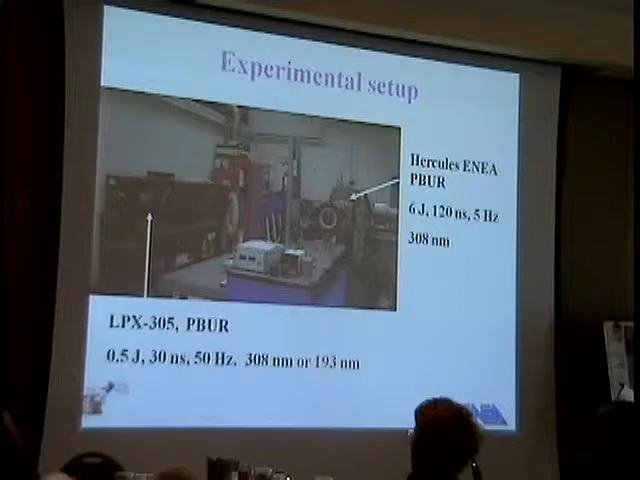 Experimental setup
Hercules ENEA
PBUR
6 J, 120 ns, 5 Hz
308 nm
LPX-305, PBUR
0.5 J, 30 ns, 50 Hz. 308 nm or 193 nm
ENEA